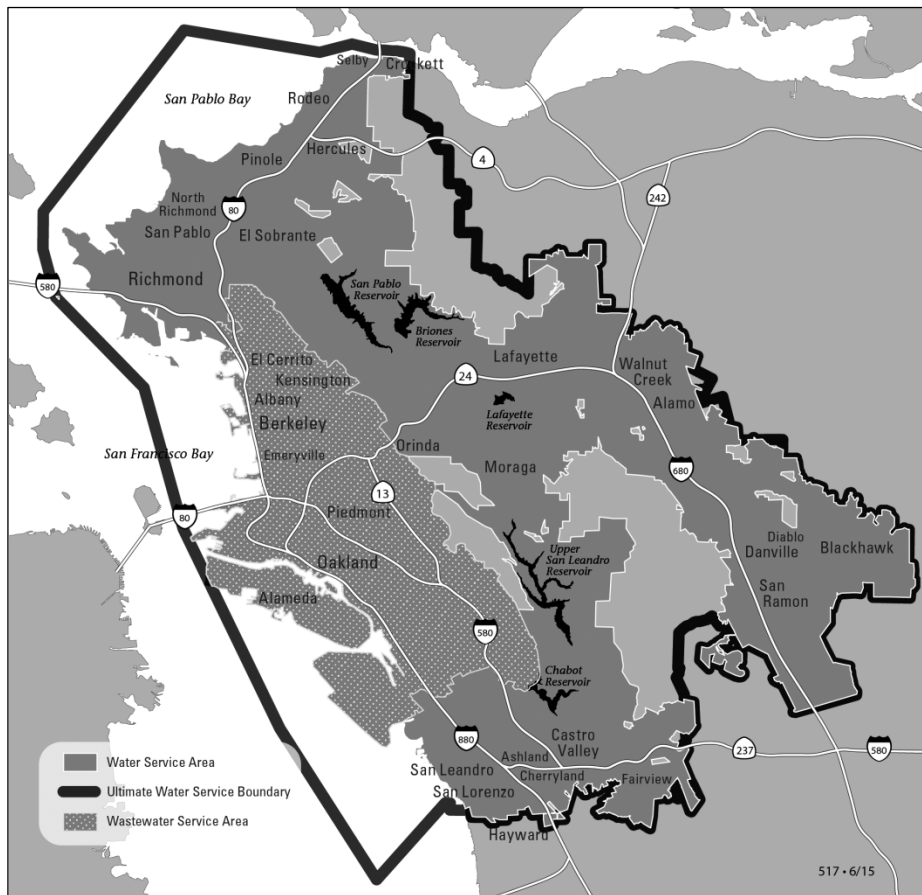 Selby
Crockett
San Pablo Bay
Rodeo
Hercules
4
Pinole
242
North
Richmond
80
San Pablo
El Sobrante
Richmond
580
San Pablo
Reservoir
Briones
Reservoir
El Cerrito
Kensington
Albany
Berkeley
Emeryville
Lafayette
24
Walnut
Creek
Alamo
Lafayette
Reservoir
Orinda
Moraga
San Francisco Bay
680
13
80
Piedmont
Oakland
Alameda
Upper
San Leandro
Reservoir
Diablo
Danville
Blackhawk
San
Ramon
580
Chabot
Reservoir
880
Castro
Valley
Ashland
Cherryland
237
580
San Leandro
San Lorenzo
Fairview
Hayward
Water Service Area
Ultimate Water Service Boundary
Wastewater Service Area
517 • 6/15